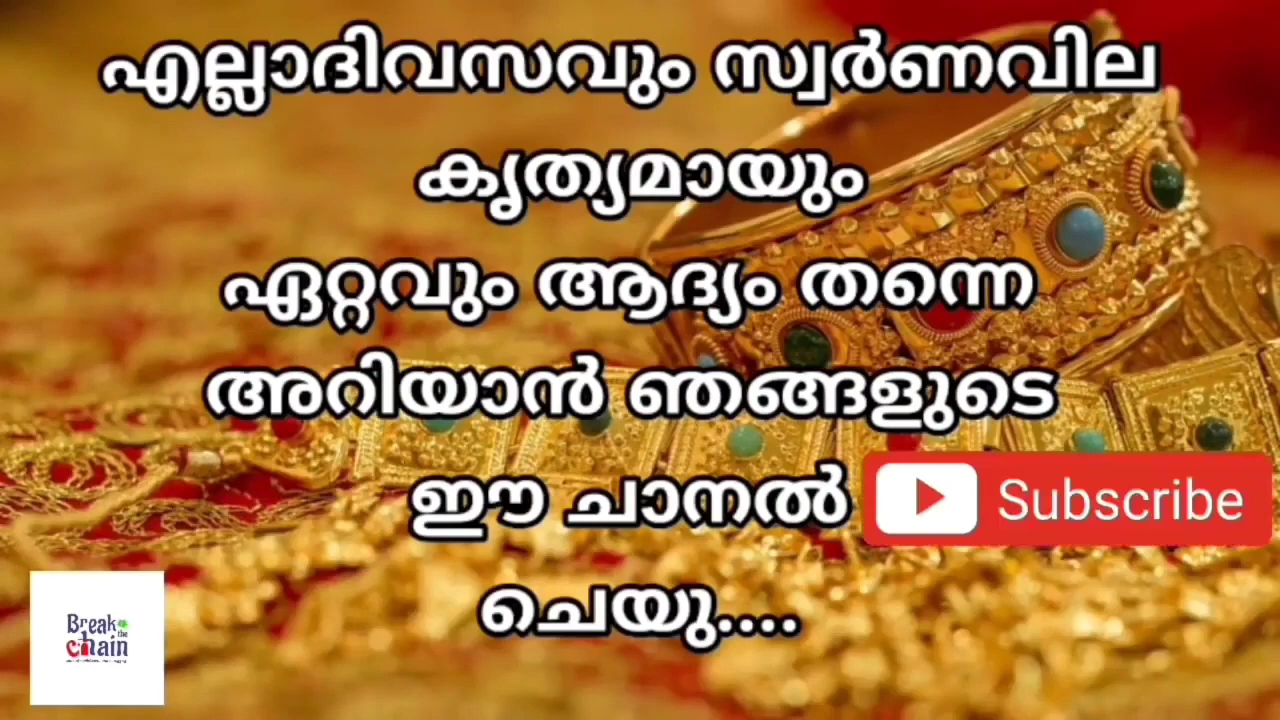 എല്ലാദിവസവും സ്വർണവില
കൃത്യമായും
ഏറ്റവും ആദ്യം തന്നെ
അറിയാൻ ഞങ്ങളുടെ
ഈ ചാനൽ Subscribe
ചെയു....
Break
the
chain